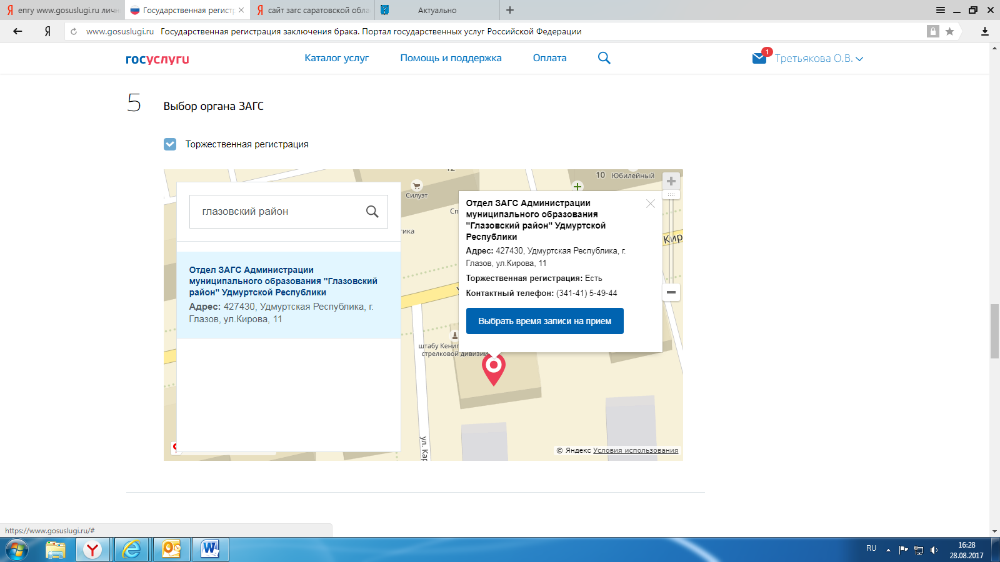 епгу www.gosuslugi.ru личн
Государственная регистр
сайт загс саратовской обла
Актуально
www.gosuslugi.ru Государственная регистрация заключения брака. Портал государственных услуг Российской Федерации
госуслуги
Каталог услуг
Помощь и поддержка
Оплата
1
Третьякова О.В.
5
Выбор органа ЗАГС
Торжественная регистрация
глазовский район
Отдел ЗАГС Администрации
муниципального образования "Глазовский
район" Удмуртской Республики
Адрес: 427430, Удмуртская Республика, г.
Глазов, ул.Кирова, 11
12
Силуэт
10 Юбилейный
Сп
тика
Кир
Отдел ЗАГС Администрации
муниципального образования
"Глазовский район" Удмуртской
Республики
Адрес: 427430, Удмуртская Республика, г.
Глазов, ул.Кирова, 11
Торжественная регистрация: Есть
Контактный телефон: (341-41) 5-49-44
Выбрать время записи на прием
штабу Кениг
стрелковой дивизии
ул. Кар
© Яндекс Условия использования
https://www.gosuslugi.ru/#
RU
16:28
28.08.2017